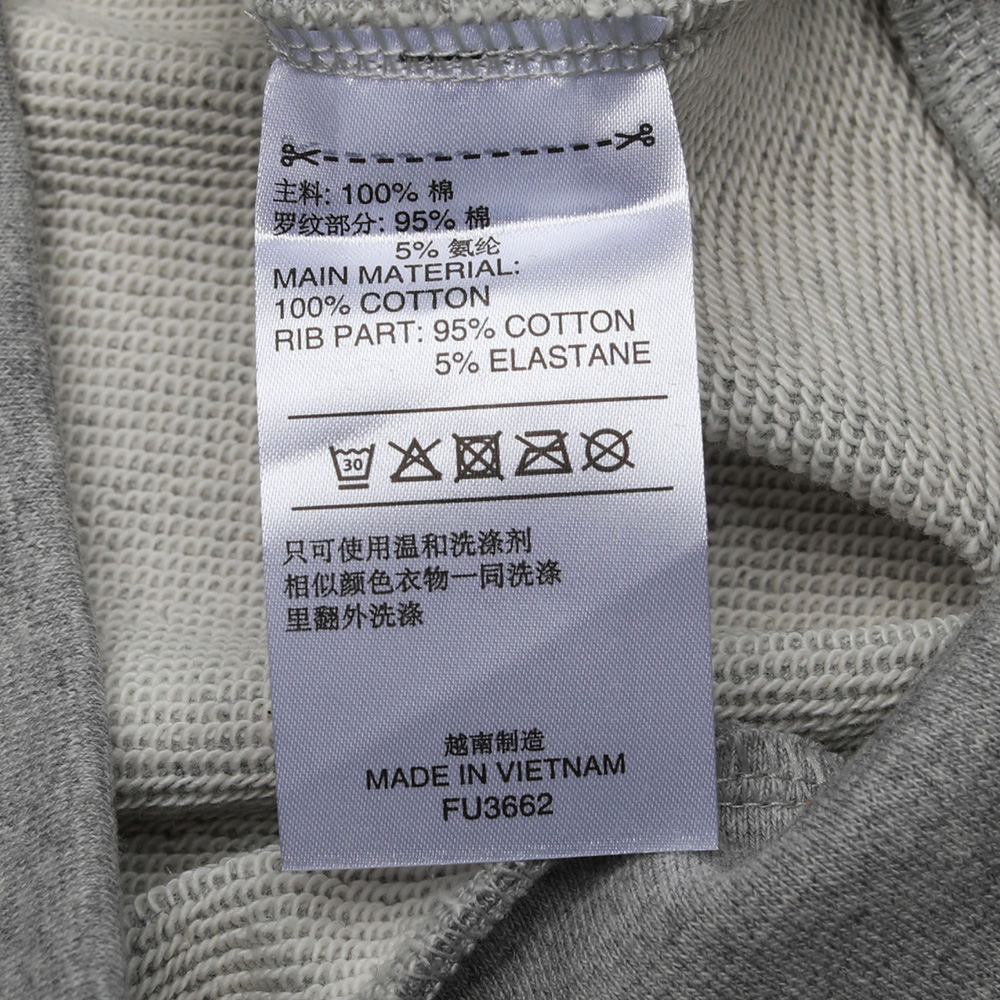 主料: 100% 棉
罗纹部分: 95% 棉
5% 氨纶
MAIN MATERIAL:
100% COTTON
RIB PART: 95% COTTON
5% ELASTANE
30
只可使用温和洗涤剂
相似颜色衣物一同洗涤
里翻外洗涤
越南制造
MADE IN VIETNAM
FU3662